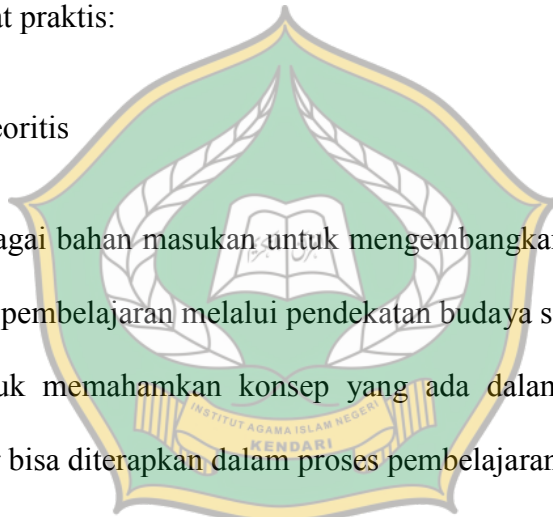 at praktis:
eoritis
agai bahan masukan untuk mengembangkan
pembelajaran melalui pendekatan budaya s
uk memahamkan konsep yang ada dalam
bisa diterapkan dalam proses pembelajaran
INSTITUT AGAMA ISLAM NEGERI
KENDARI